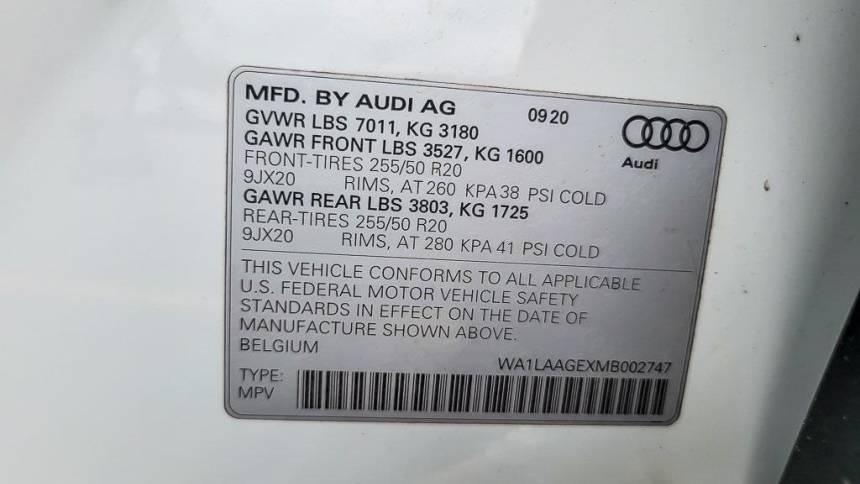 MFD. BY AUDI AG 09 20
GVWR LBS 7011, KG 3180
GAWR FRONT LBS 3527, KG 1600
FRONT-TIRES 255/50 R20
9JX20 RIMS, AT 260 KPA 38 PSI COLD
GAWR REAR LBS 3803, KG 1725
REAR-TIRES 255/50 R20
9JX20 RIMS, AT 280 KPA 41 PSI COLD
Audi
THIS VEHICLE CONFORMS TO ALL APPLICABLE
U.S. FEDERAL MOTOR VEHICLE SAFETY
STANDARDS IN EFFECT ON THE DATE OF
MANUFACTURE SHOWN ABOVE.
BELGIUM
WA1LAAGEXMB002747
TYPE:
MPV